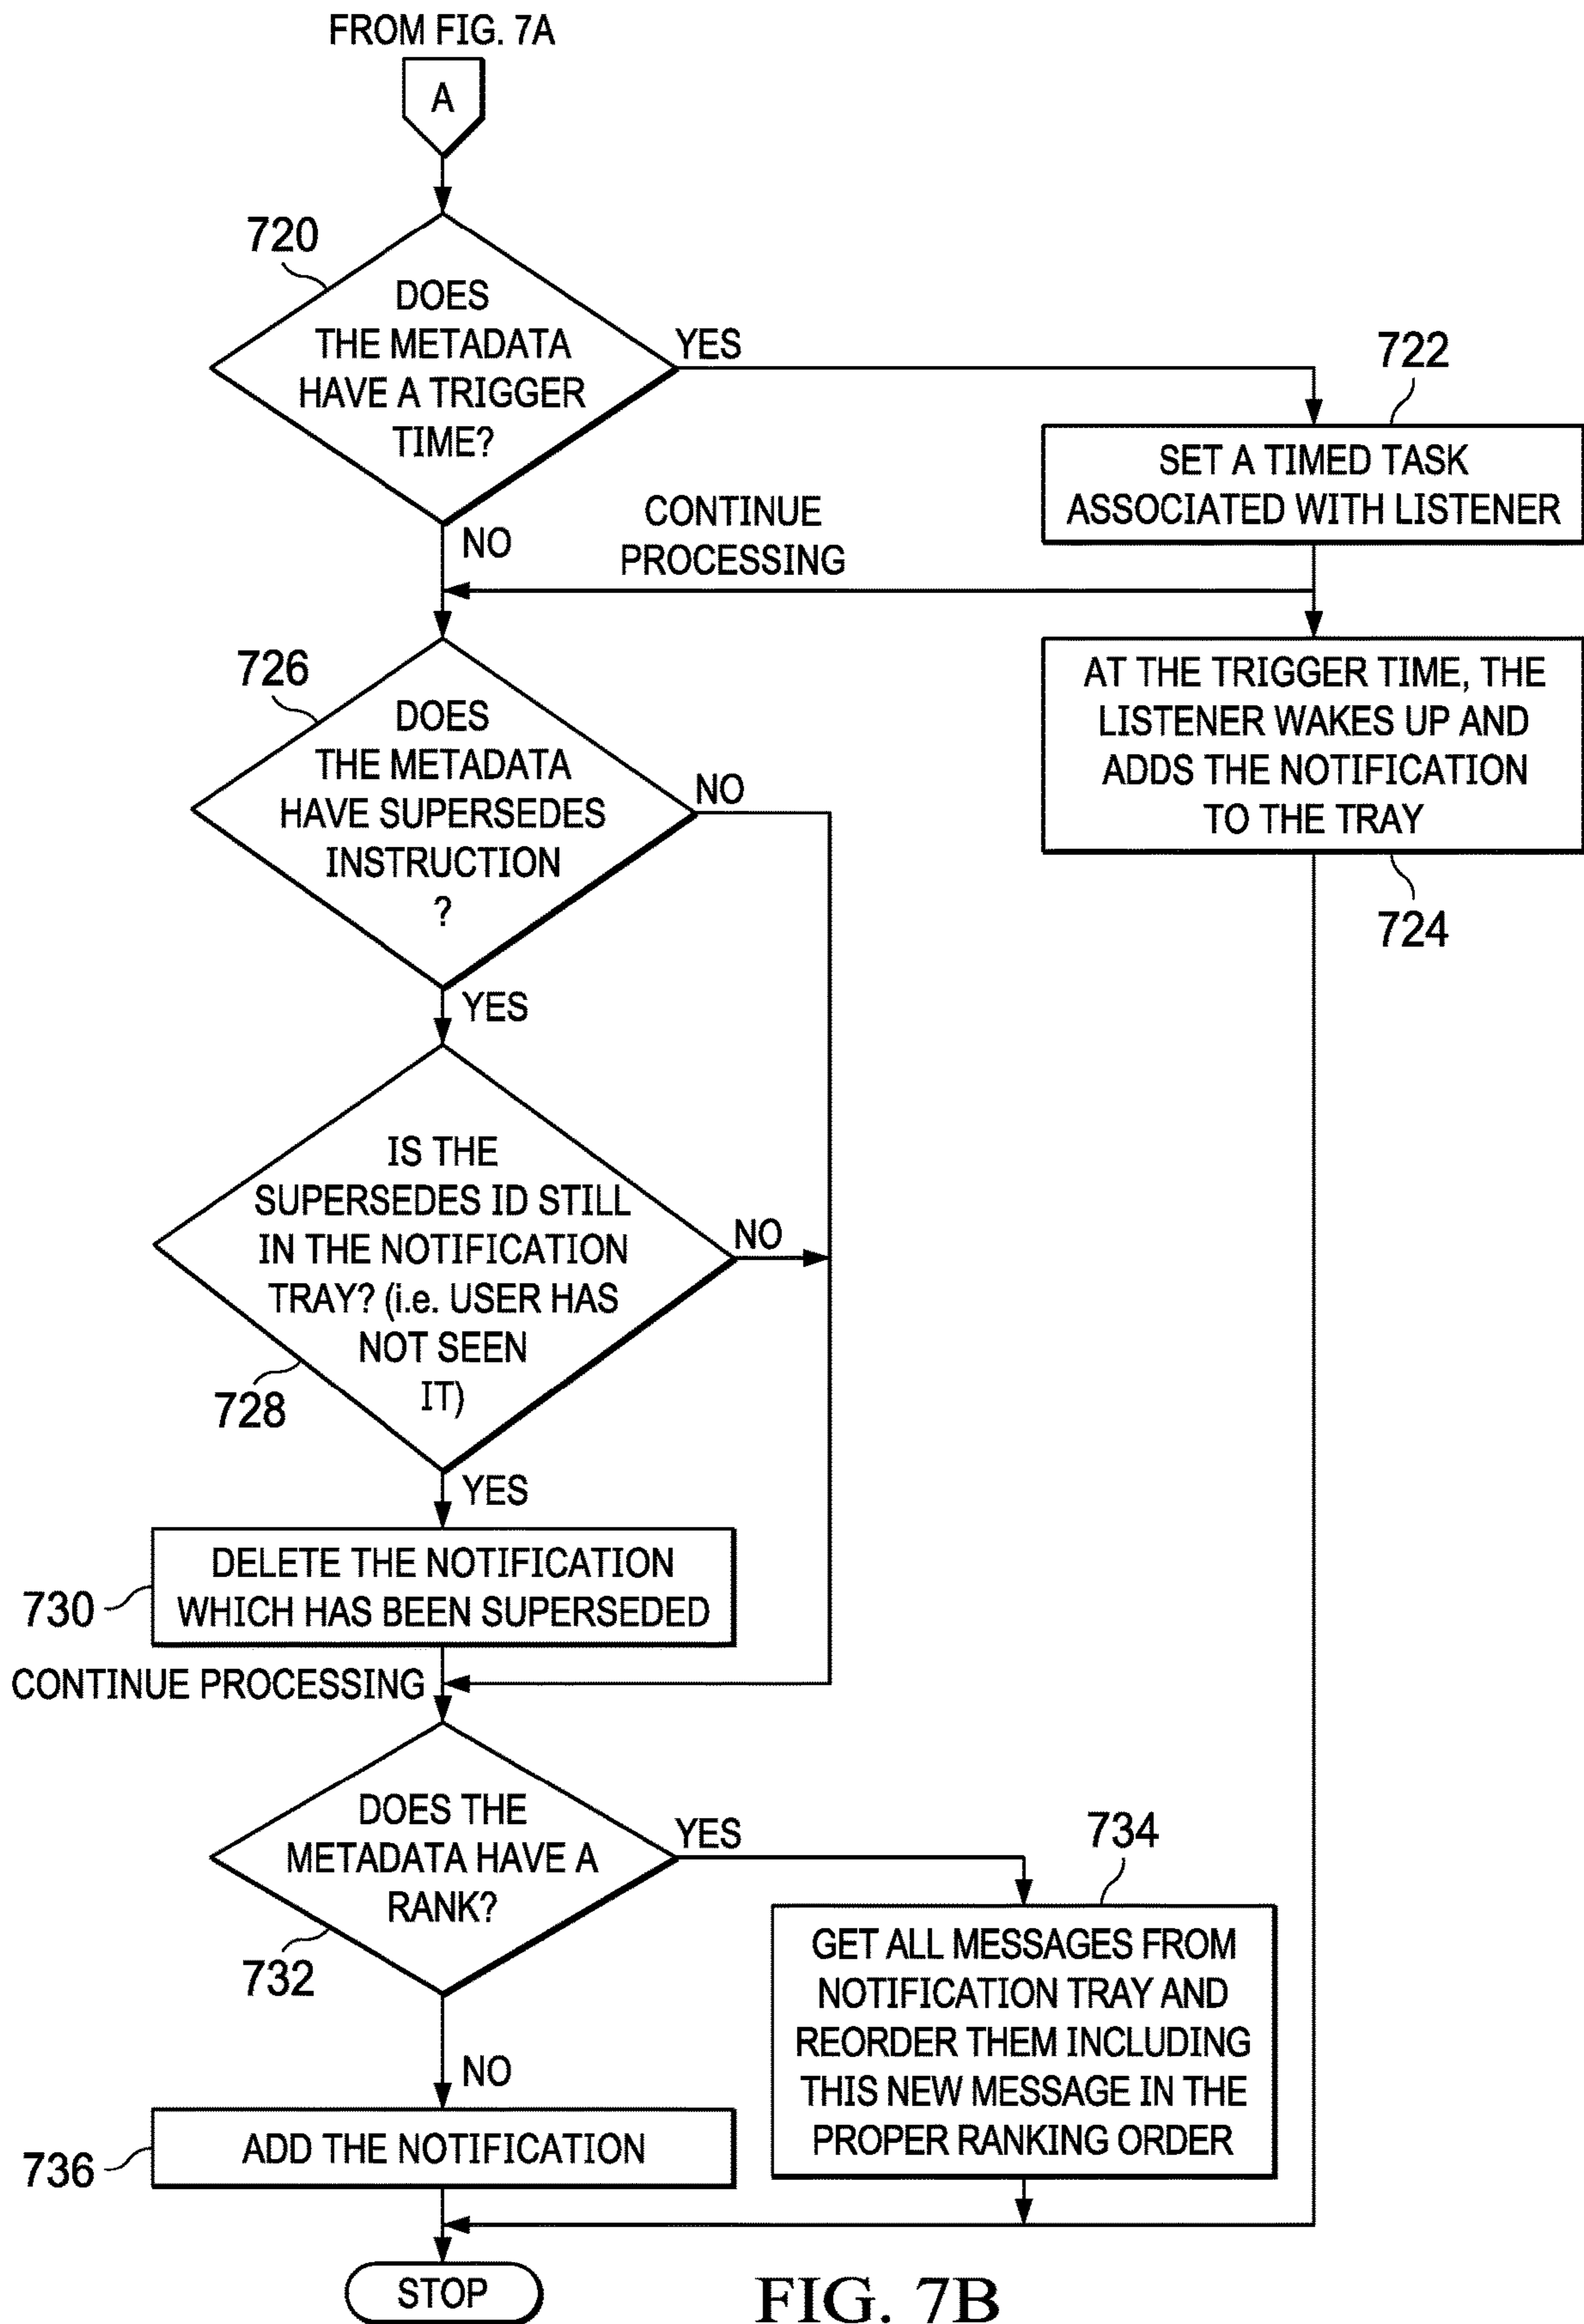 FROM FIG. 7A
A
720
DOES
THE METADATA
HAVE A TRIGGER
TIME?
YES
NO
722
SET A TIMED TASK
ASSOCIATED WITH LISTENER
CONTINUE
PROCESSING
AT THE TRIGGER TIME, THE
LISTENER WAKES UP AND
ADDS THE NOTIFICATION
TO THE TRAY
724
726
DOES
THE METADATA
HAVE SUPERSEDES
INSTRUCTION
?
NO
YES
IS THE
SUPERSEDES ID STILL
IN THE NOTIFICATION
TRAY? (i.e. USER HAS
NOT SEEN
IT)
NO
728
YES
DELETE THE NOTIFICATION
WHICH HAS BEEN SUPERSEDED
730
CONTINUE PROCESSING
DOES THE
METADATA HAVE A
RANK?
YES
732
NO
734
GET ALL MESSAGES FROM
NOTIFICATION TRAY AND
REORDER THEM INCLUDING
THIS NEW MESSAGE IN THE
PROPER RANKING ORDER
ADD THE NOTIFICATION
736
STOP
FIG. 7B